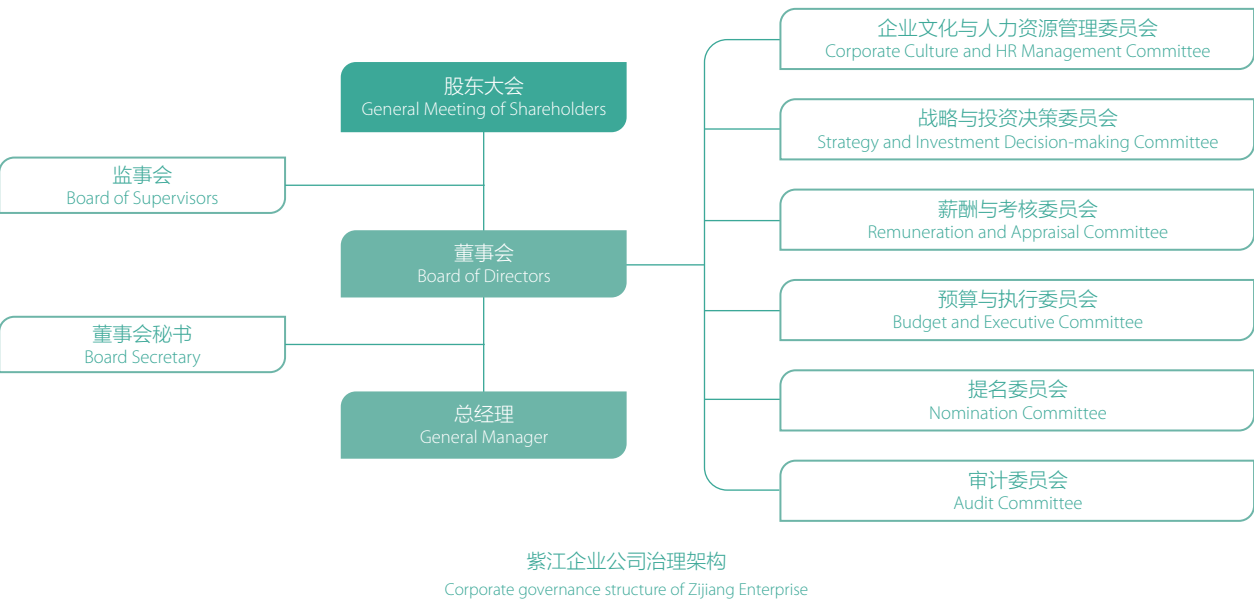 股东大会
General Meeting of Shareholders
监事会
Board of Supervisors
董事会
Board of Directors
董事会秘书
Board Secretary
总经理
General Manager
企业文化与人力资源管理委员会
Corporate Culture and HR Management Committee
战略与投资决策委员会
Strategy and Investment Decision-making Committee
薪酬与考核委员会
Remuneration and Appraisal Committee
预算与执行委员会
Budget and Executive Committee
提名委员会
Nomination Committee
审计委员会
Audit Committee
紫江企业公司治理架构
Corporate governance structure of Zijiang Enterprise